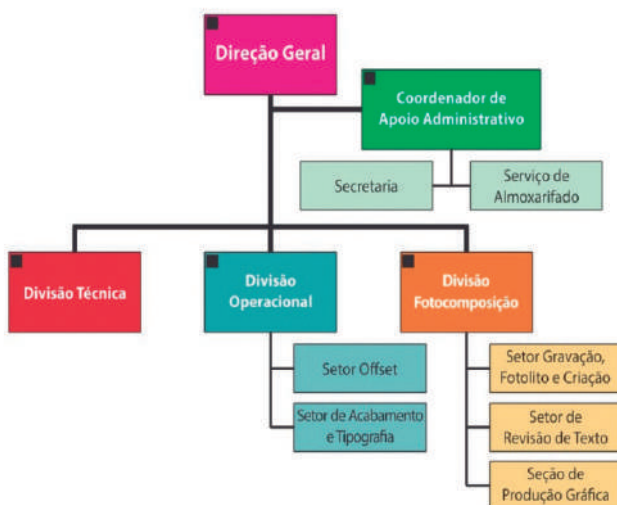 Direção Geral
Coordenador de
Apoio Administrativo
Secretaria
Serviço de
Almoxarifado
Divisão Técnica
Divisão
Operacional
Divisão
Fotocomposição
Setor Offset
Setor de Acabamento
e Tipografia
Setor Gravação,
Fotolito e Criação
Setor de
Revisão de Texto
Seção de
Produção Gráfica